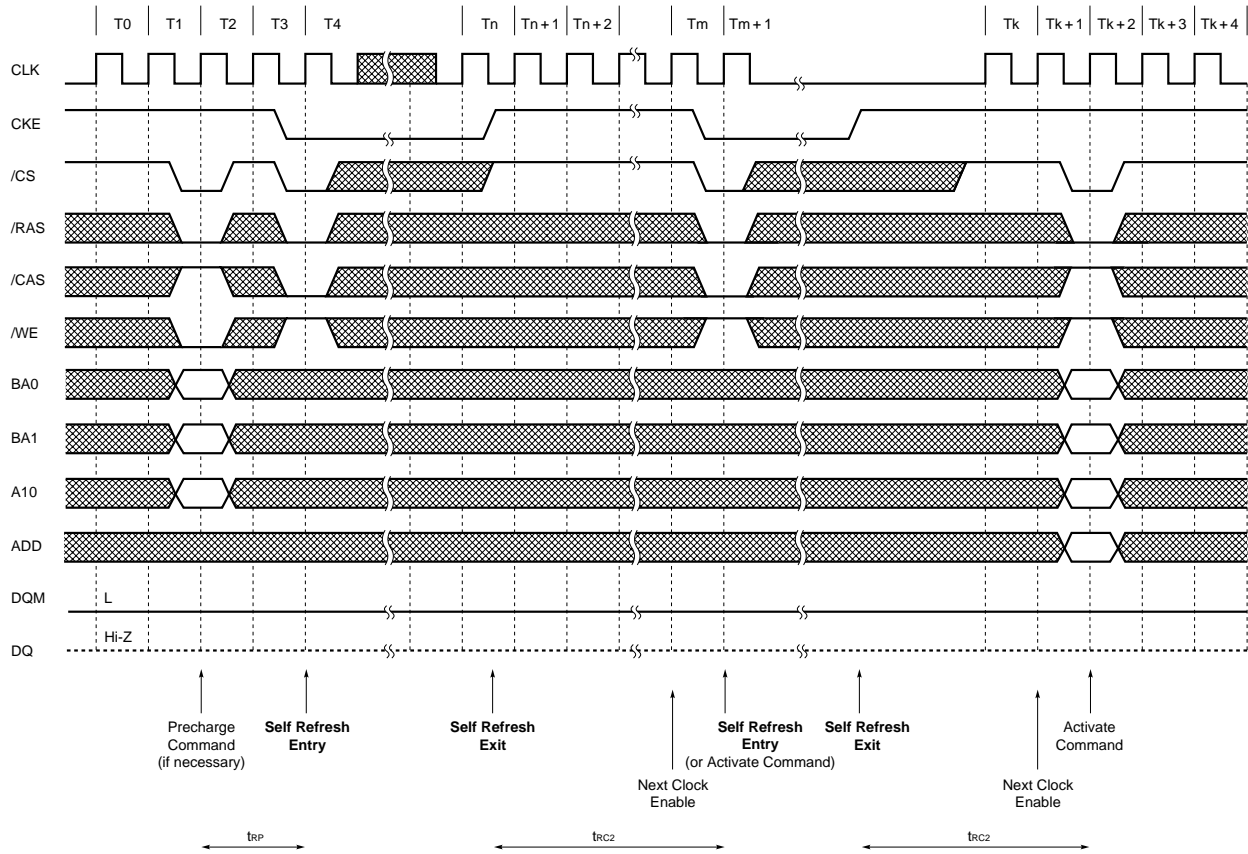 T0 T1 T2 T3 T4 Tn Tn + 1 Tn + 2 Tm Tm + 1 Tk Tk + 1 Tk + 2 Tk + 3 Tk + 4
CLK
CKE
/CS
/RAS
/CAS
/WE
BA0
BA1
A10
ADD
DQM L
Hi-Z
DQ
Precharge
Command
(if necessary)
Self Refresh
Entry
Self Refresh
Exit
Next Clock
Enable
Self Refresh
Entry
(or Activate Command)
Self Refresh
Exit
Next Clock
Enable
Activate
Command
tRP tRC2 tRC2